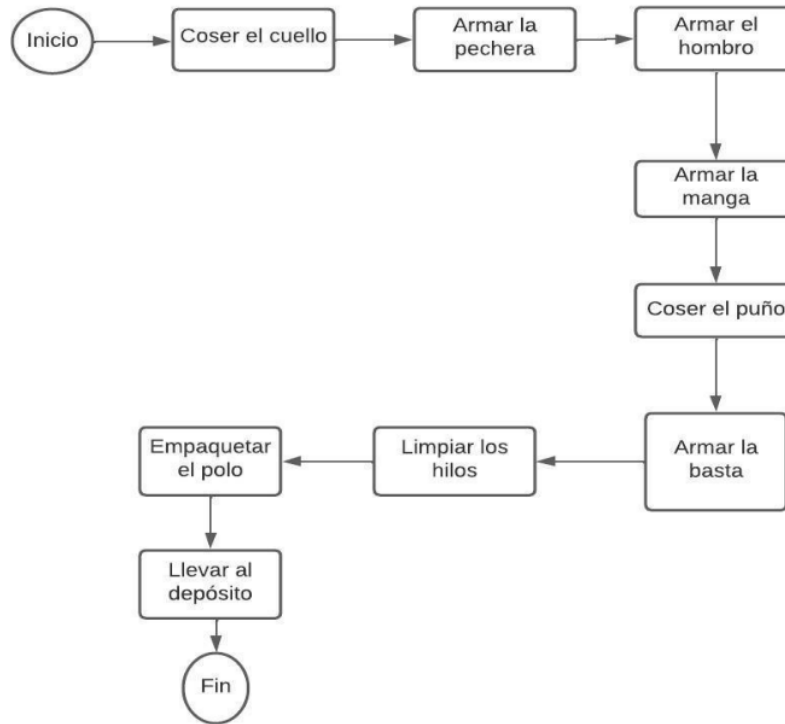 Inicio
Coser el cuello
Armar la
pechera
Armar el
hombro
Armar la
manga
Coser el puño
Armar la
basta
Limpiar los
hilos
Empaquetar
el polo
Llevar al
depósito
Fin